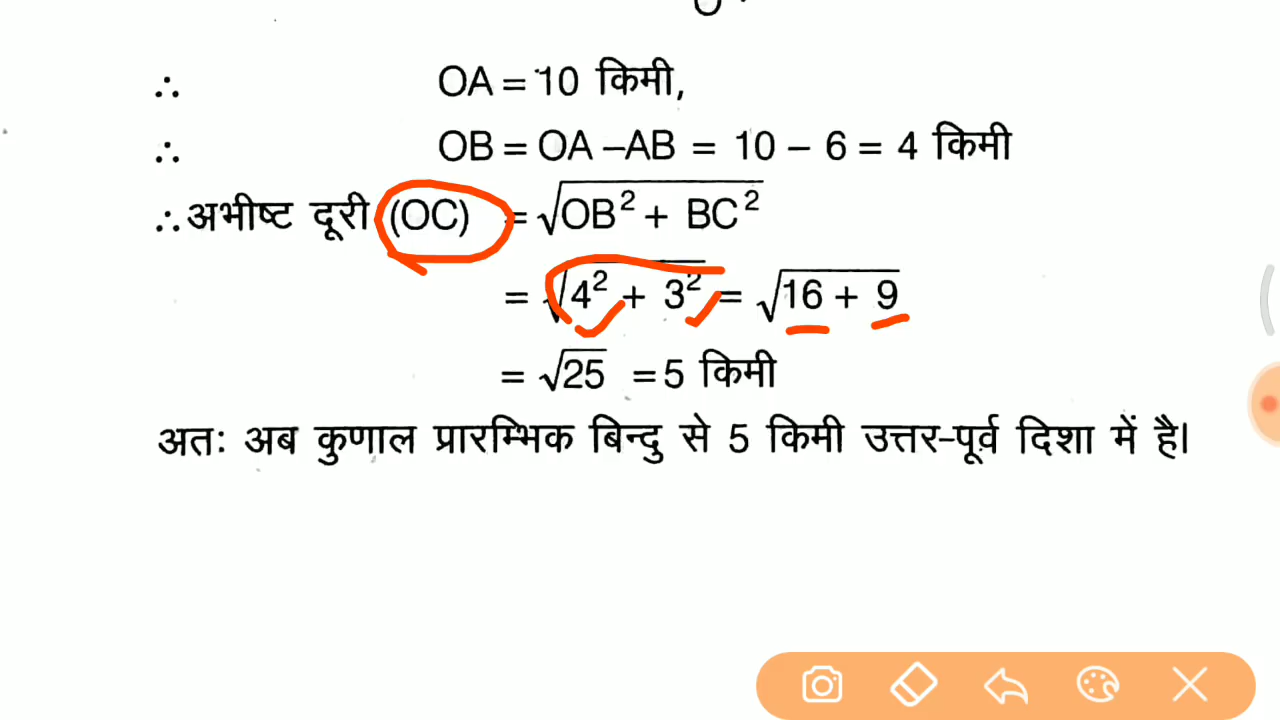 ∴ OA = 10 किमी,
∴ OB = OA –AB = 10 – 6 = 4 किमी
∴ अभीष्ट दूरी (OC) = √OB² + BC²
= √4² + 3² = √16 + 9
= √25 = 5 किमी
अतः अब कुणाल प्रारम्भिक बिन्दु से 5 किमी उत्तर-पूर्व दिशा में है।